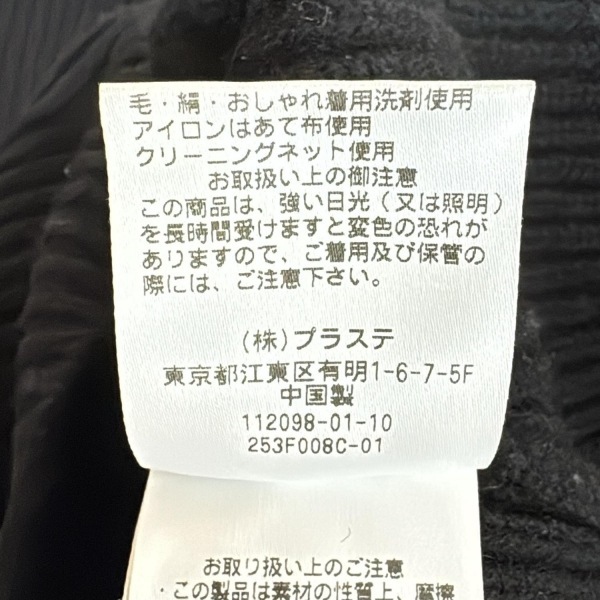 毛・絹・おしゃれ着用洗剤使用
アイロンはあて布使用
クリーニングネット使用
お取扱い上の御注意
この商品は、強い日光(又は照明)
を長時間受けますと変色の恐れが
ありますので、ご着用及び保管の
際には、ご注意下さい。
(株)プラステ
東京都江東区有明1-6-7-5F
中国製
112098-01-10
253F008C-01
お取り扱い上のご注意
・この製品は素材の性質上、摩擦